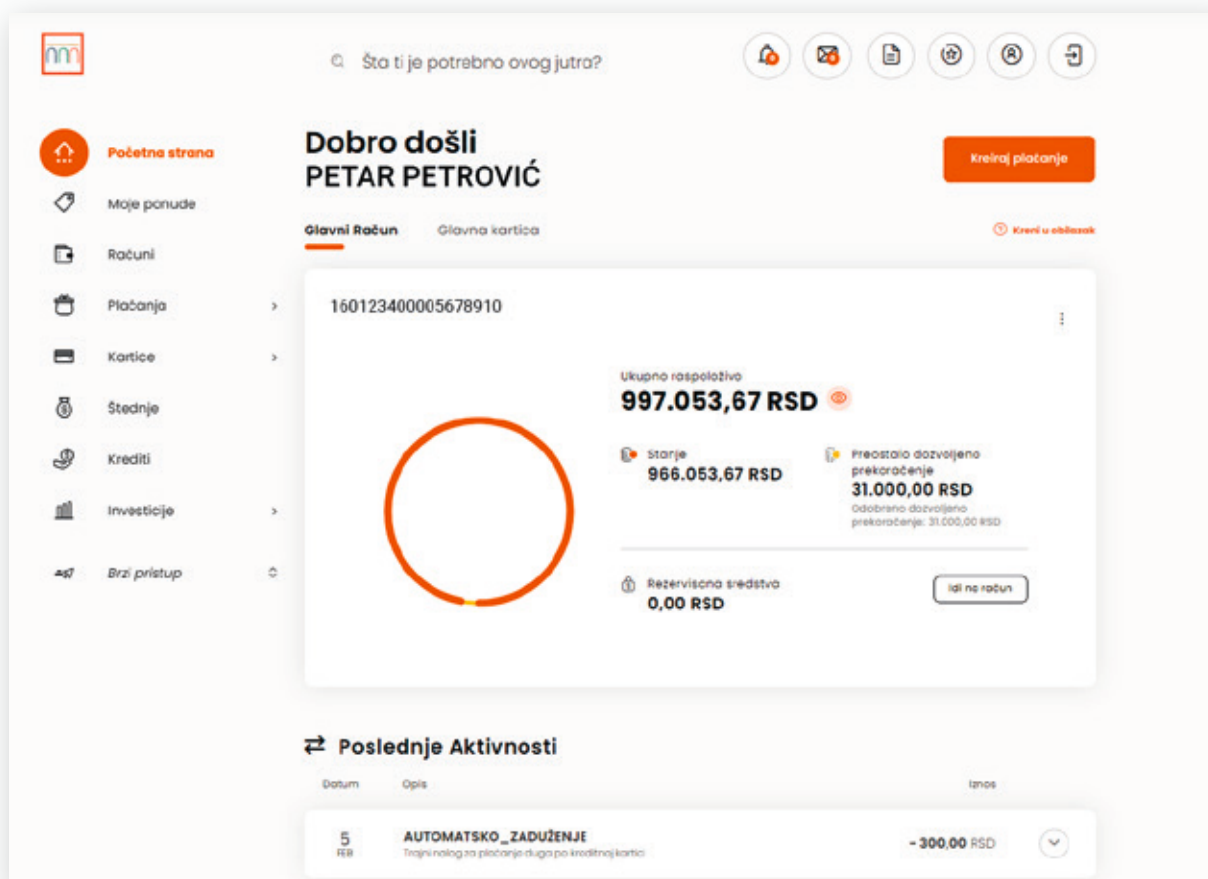 Šta ti je potrebno ovog jutra?
Početna strana
Moje ponude
Računi
Plaćanja
Kartice
Štednje
Krediti
Investicije
Brzi pristup
Dobro došli
PETAR PETROVIĆ
Kreiraj plaćanje
Glavni Račun
Glavna kartica
Kreni u obilazak
160123400005678910
Ukupno raspoloživo
997.053,67 RSD
Stanje
966.053,67 RSD
Preostalo dozvoljeno
prekoračenje
31.000,00 RSD
Odobreno dozvoljeno
prekoračenje: 31.000,00 RSD
Rezervisana sredstva
0,00 RSD
Idi na račun
Poslednje Aktivnosti
Datum
Opis
Iznos
5
FEB
AUTOMATSKO_ZADUŽENJE
Trajni nalog za plaćanje duga po kreditnoj kartici
- 300,00 RSD